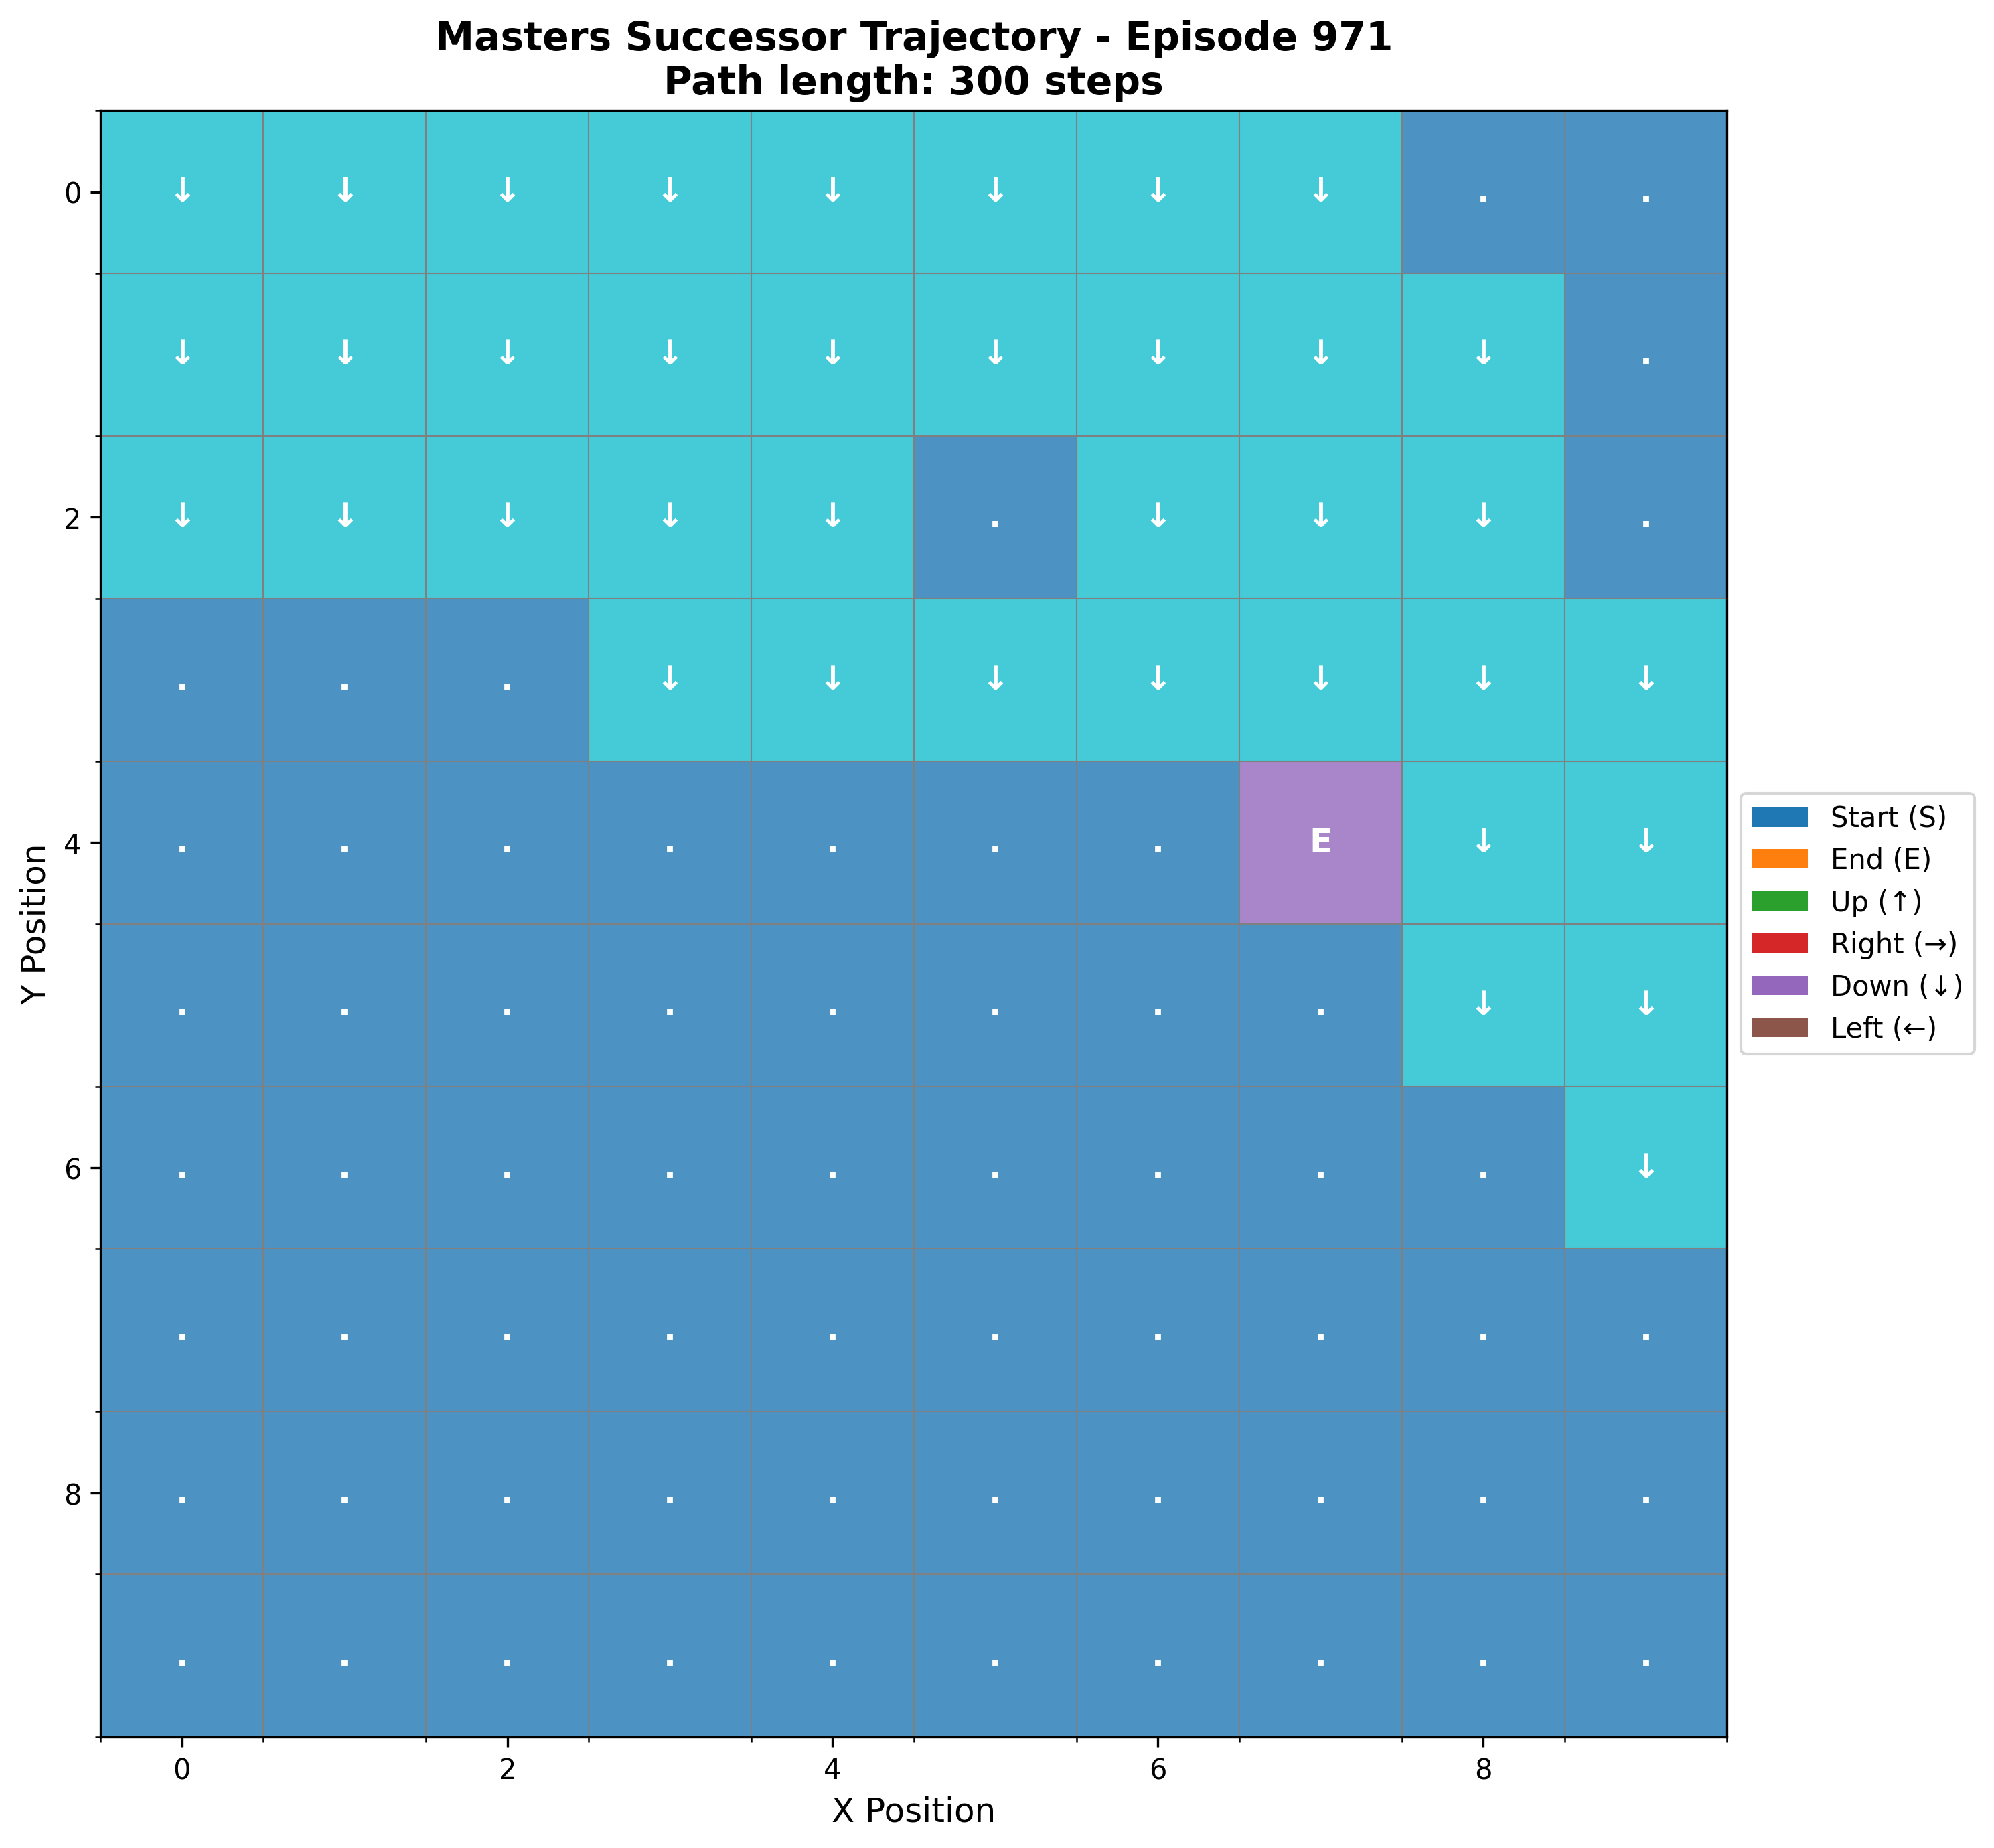 Masters Successor Trajectory - Episode 971
Path length: 300 steps
0 ↓ ↓ ↓ ↓ ↓ ↓ ↓ ↓ . .
↓ ↓ ↓ ↓ ↓ ↓ ↓ ↓ ↓ .
2 ↓ ↓ ↓ ↓ ↓ . ↓ ↓ ↓ .
. . . ↓ ↓ ↓ ↓ ↓ ↓ ↓
4 . . . . . . . E ↓ ↓
. . . . . . . . ↓ ↓
6 . . . . . . . . . ↓
. . . . . . . . . .
8 . . . . . . . . . .
. . . . . . . . . .
0 2 4 6 8
X Position
Y Position
Start (S)
End (E)
Up (↑)
Right (→)
Down (↓)
Left (←)